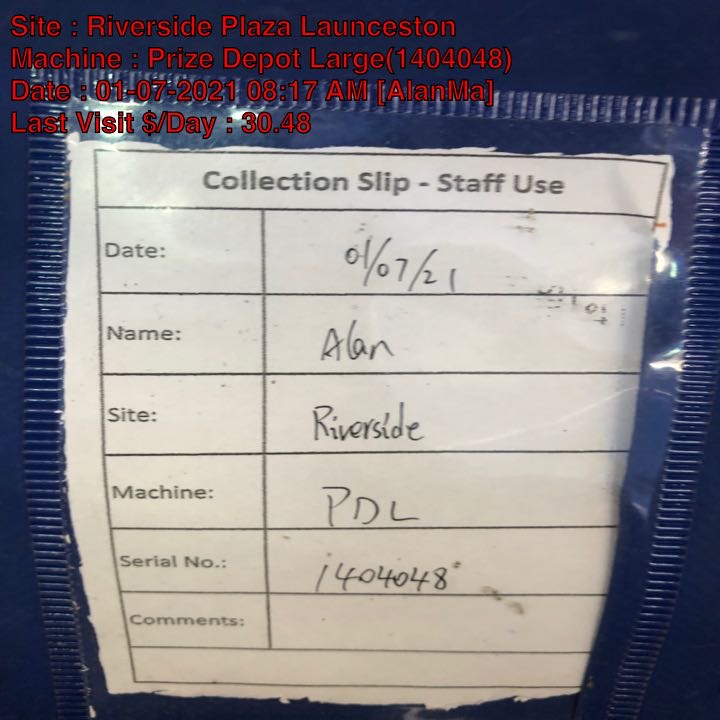 Site : Riverside Plaza Launceston
Machine : Prize Depot Large(1404048)
Date : 01-07-2021 08:17 AM [AlanMa]
Last Visit $/Day : 30.48
Collection Slip - Staff Use
Date: 01/07/21
Name: Alan
Site: Riverside
Machine: PDL
Serial No.: 1404048
Comments: